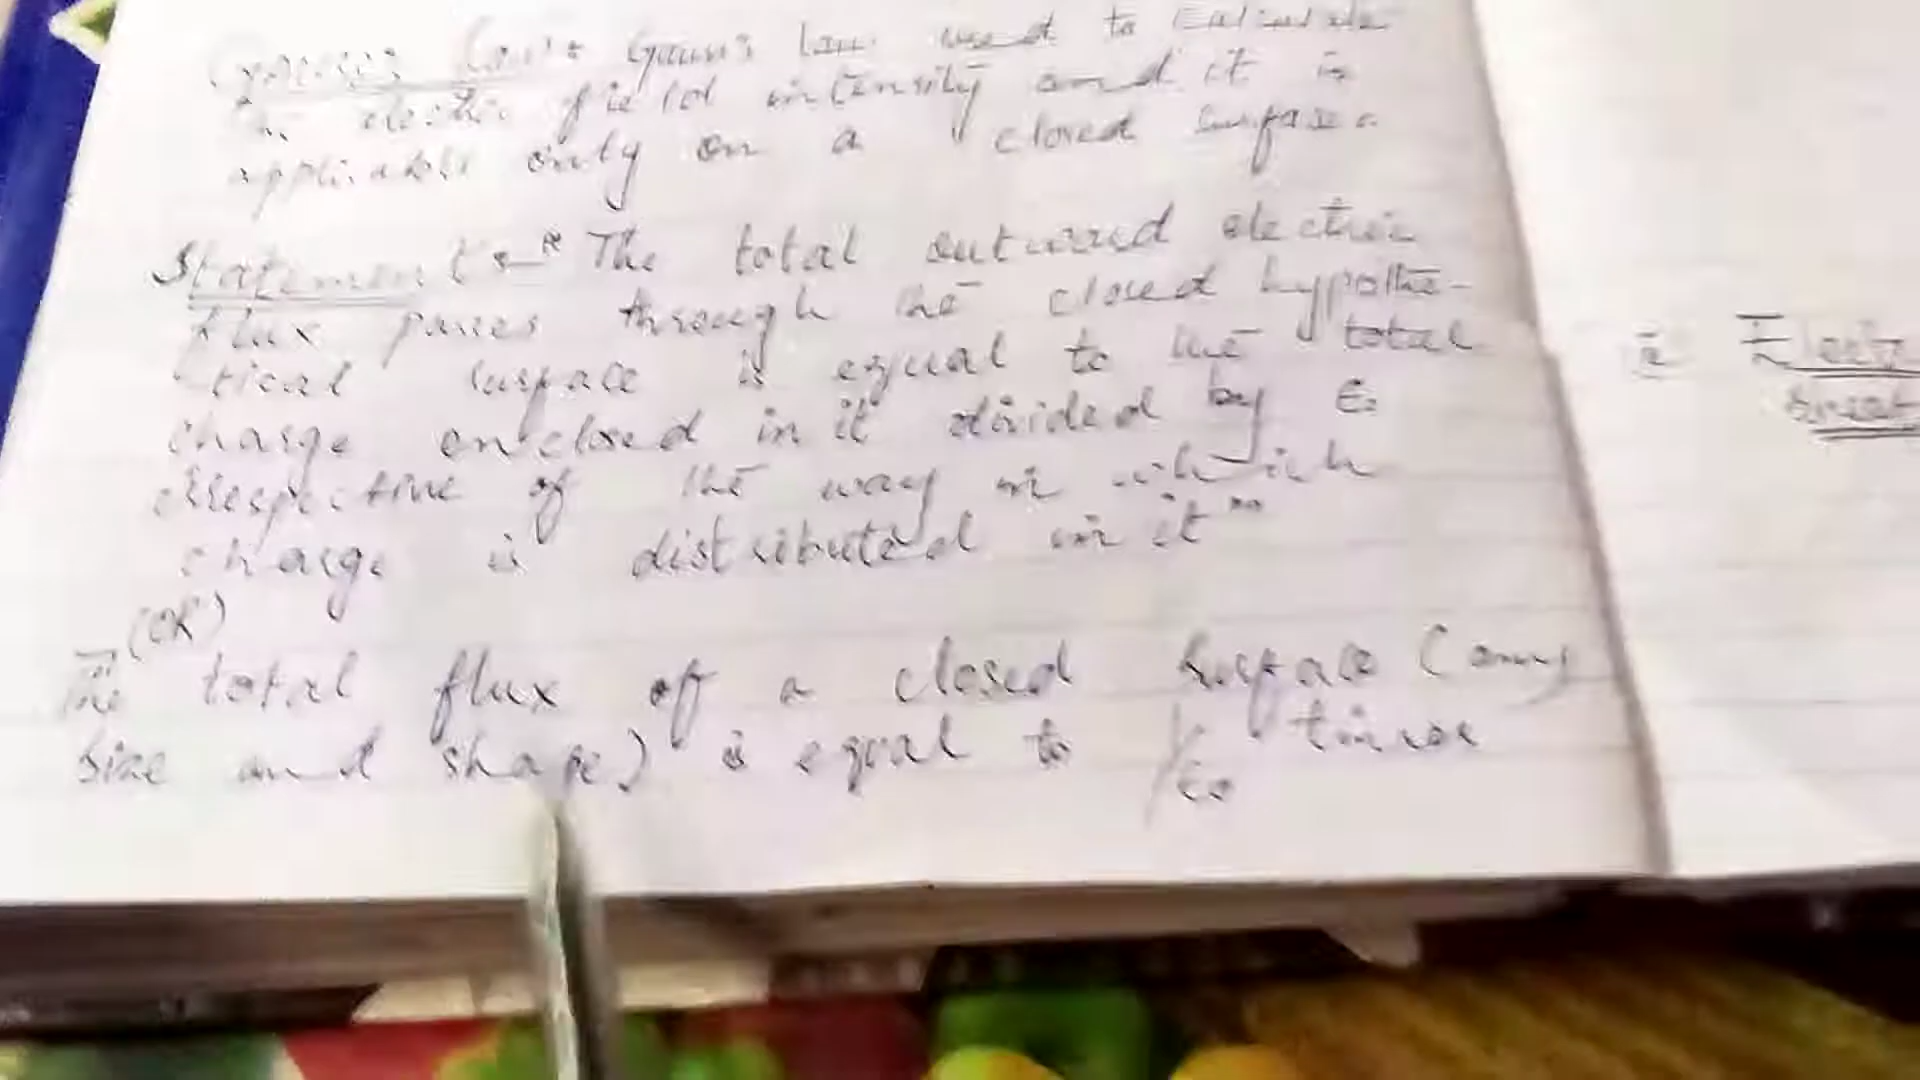 Gauss's Law:- Gauss's law used to calculate
the electric field intensity and it is
applicable only on a closed surface.
Statement :- " The total outward electric
flux passes through the closed hypothe-
tical surface is equal to the total
charge enclosed in it divided by ε₀
irrespective of the way in which
charge is distributed in it "
(OR)
The total flux of a closed surface (any
size and shape) is equal to 1/ε₀ times